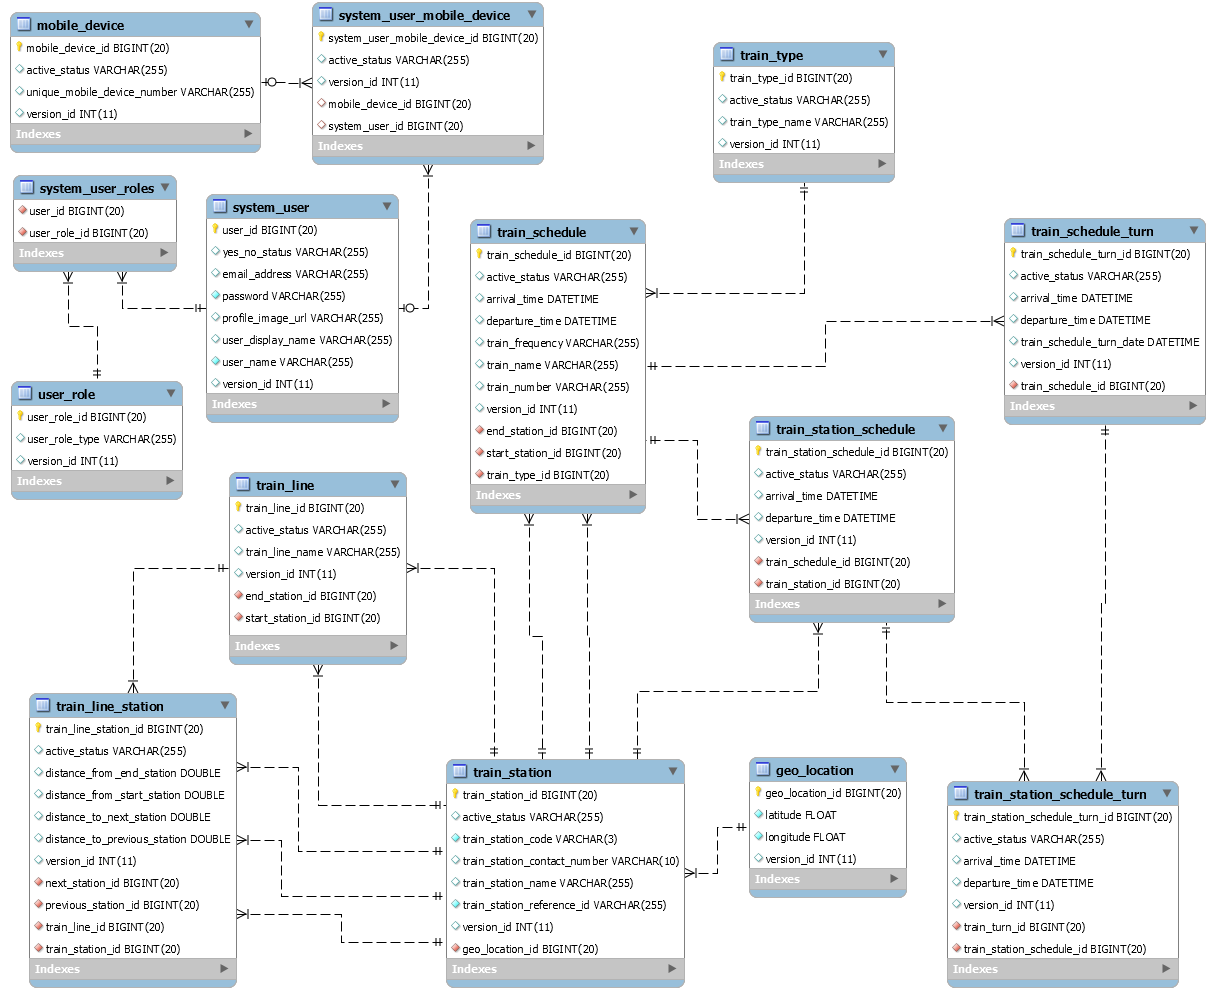 mobile_device
mobile_device_id BIGINT(20)
active_status VARCHAR(255)
unique_mobile_device_number VARCHAR(255)
version_id INT(11)
Indexes
system_user_mobile_device
system_user_mobile_device_id BIGINT(20)
active_status VARCHAR(255)
version_id INT(11)
mobile_device_id BIGINT(20)
system_user_id BIGINT(20)
Indexes
train_type
train_type_id BIGINT(20)
active_status VARCHAR(255)
train_type_name VARCHAR(255)
version_id INT(11)
Indexes
system_user_roles
user_id BIGINT(20)
user_role_id BIGINT(20)
Indexes
system_user
user_id BIGINT(20)
yes_no_status VARCHAR(255)
email_address VARCHAR(255)
password VARCHAR(255)
profile_image_url VARCHAR(255)
user_display_name VARCHAR(255)
user_name VARCHAR(255)
version_id INT(11)
Indexes
train_schedule
train_schedule_id BIGINT(20)
active_status VARCHAR(255)
arrival_time DATETIME
departure_time DATETIME
train_frequency VARCHAR(255)
train_name VARCHAR(255)
train_number VARCHAR(255)
version_id INT(11)
end_station_id BIGINT(20)
start_station_id BIGINT(20)
train_type_id BIGINT(20)
Indexes
train_schedule_turn
train_schedule_turn_id BIGINT(20)
active_status VARCHAR(255)
arrival_time DATETIME
departure_time DATETIME
train_schedule_turn_date DATETIME
version_id INT(11)
train_schedule_id BIGINT(20)
Indexes
user_role
user_role_id BIGINT(20)
user_role_type VARCHAR(255)
version_id INT(11)
Indexes
train_station_schedule
train_station_schedule_id BIGINT(20)
active_status VARCHAR(255)
arrival_time DATETIME
departure_time DATETIME
version_id INT(11)
train_schedule_id BIGINT(20)
train_station_id BIGINT(20)
Indexes
train_line
train_line_id BIGINT(20)
active_status VARCHAR(255)
train_line_name VARCHAR(255)
version_id INT(11)
end_station_id BIGINT(20)
start_station_id BIGINT(20)
Indexes
train_line_station
train_line_station_id BIGINT(20)
active_status VARCHAR(255)
distance_from_end_station DOUBLE
distance_from_start_station DOUBLE
distance_to_next_station DOUBLE
distance_to_previous_station DOUBLE
version_id INT(11)
next_station_id BIGINT(20)
previous_station_id BIGINT(20)
train_line_id BIGINT(20)
train_station_id BIGINT(20)
Indexes
train_station
train_station_id BIGINT(20)
active_status VARCHAR(255)
train_station_code VARCHAR(3)
train_station_contact_number VARCHAR(10)
train_station_name VARCHAR(255)
train_station_reference_id VARCHAR(255)
version_id INT(11)
geo_location_id BIGINT(20)
Indexes
geo_location
geo_location_id BIGINT(20)
latitude FLOAT
longitude FLOAT
version_id INT(11)
Indexes
train_station_schedule_turn
train_station_schedule_turn_id BIGINT(20)
active_status VARCHAR(255)
arrival_time DATETIME
departure_time DATETIME
version_id INT(11)
train_turn_id BIGINT(20)
train_station_schedule_id BIGINT(20)
Indexes